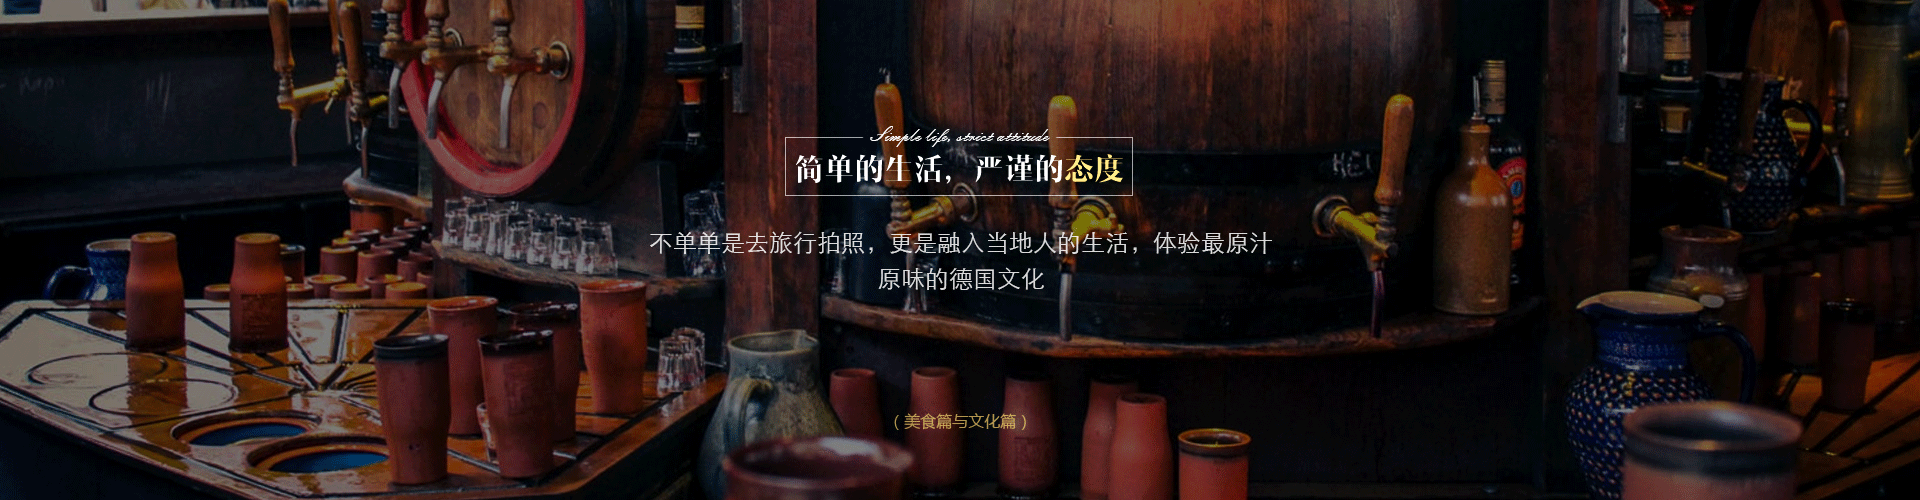 Simple life, strict attitude
简单的生活，严谨的态度
不单单是去旅行拍照，更是融入当地人的生活，体验最原汁
原味的德国文化
（美食篇与文化篇）